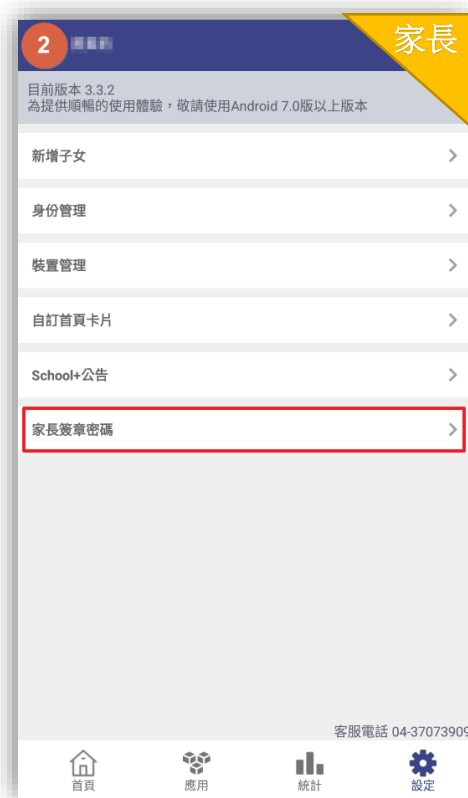 2
家長
目前版本 3.3.2
為提供順暢的使用體驗，敬請使用Android 7.0版以上版本
新增子女
身份管理
裝置管理
自訂首頁卡片
School+公告
家長簽章密碼
客服電話 04-37073909
首頁
應用
統計
設定